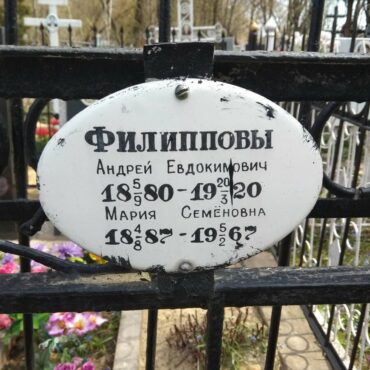 Филипповы
Андрей Евдокимович
18 5/9 80 - 19 20/3 20
Мария Семёновна
18 4/8 87 - 19 5/2 67